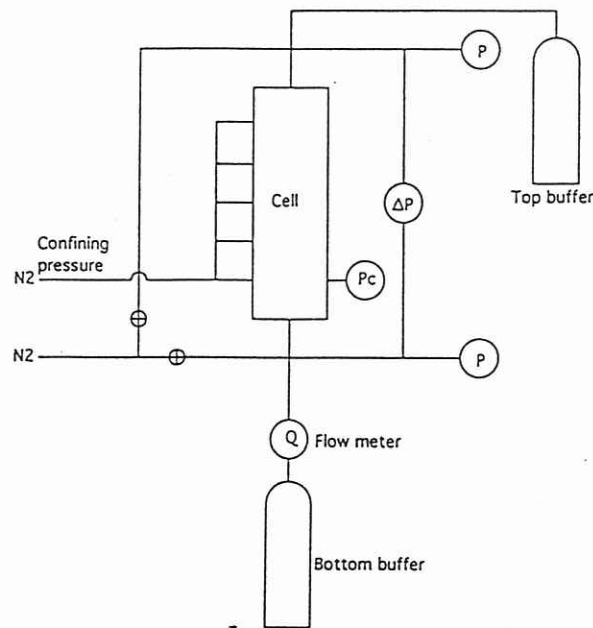 P
Cell
ΔP
Top buffer
Confining
pressure
N2
Pc
N2
P
Q
Flow meter
Bottom buffer